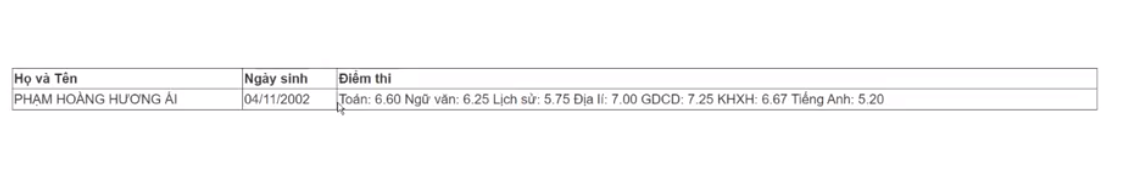 Họ và Tên Ngày sinh Điểm thi
PHẠM HOÀNG HƯƠNG ÁI 04/11/2002 Toán: 6.60 Ngữ văn: 6.25 Lịch sử: 5.75 Địa lí: 7.00 GDCD: 7.25 KHXH: 6.67 Tiếng Anh: 5.20